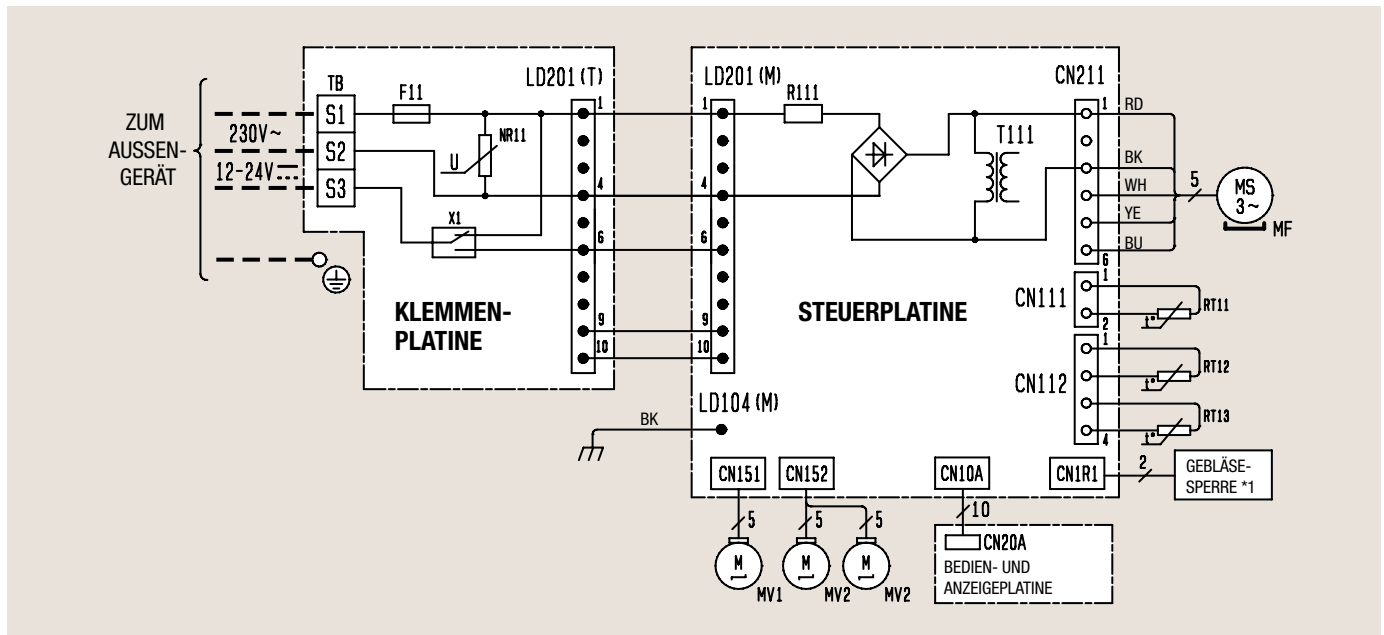 ZUM
AUSSEN-
GERÄT
230V~
12-24V
TB
S1
S2
S3
F11
NR11
U
X1
LD201 (T)
1
4
6
9
10
KLEMMEN-
PLATINE
LD201 (M)
1
4
6
9
10
R111
T111
STEUERPLATINE
LD104 (M)
BK
CN211
1
6
RD
BK
WH
YE
BU
5
MS
3~
MF
CN111
1
2
t°
RT11
CN112
1
4
t°
RT12
t°
RT13
CN151
CN152
CN10A
CN1R1
2
GEBLÄSE-
SPERRE *1
5
5
5
10
M
MV1
M
MV2
M
MV2
CN20A
BEDIEN- UND
ANZEIGEPLATINE